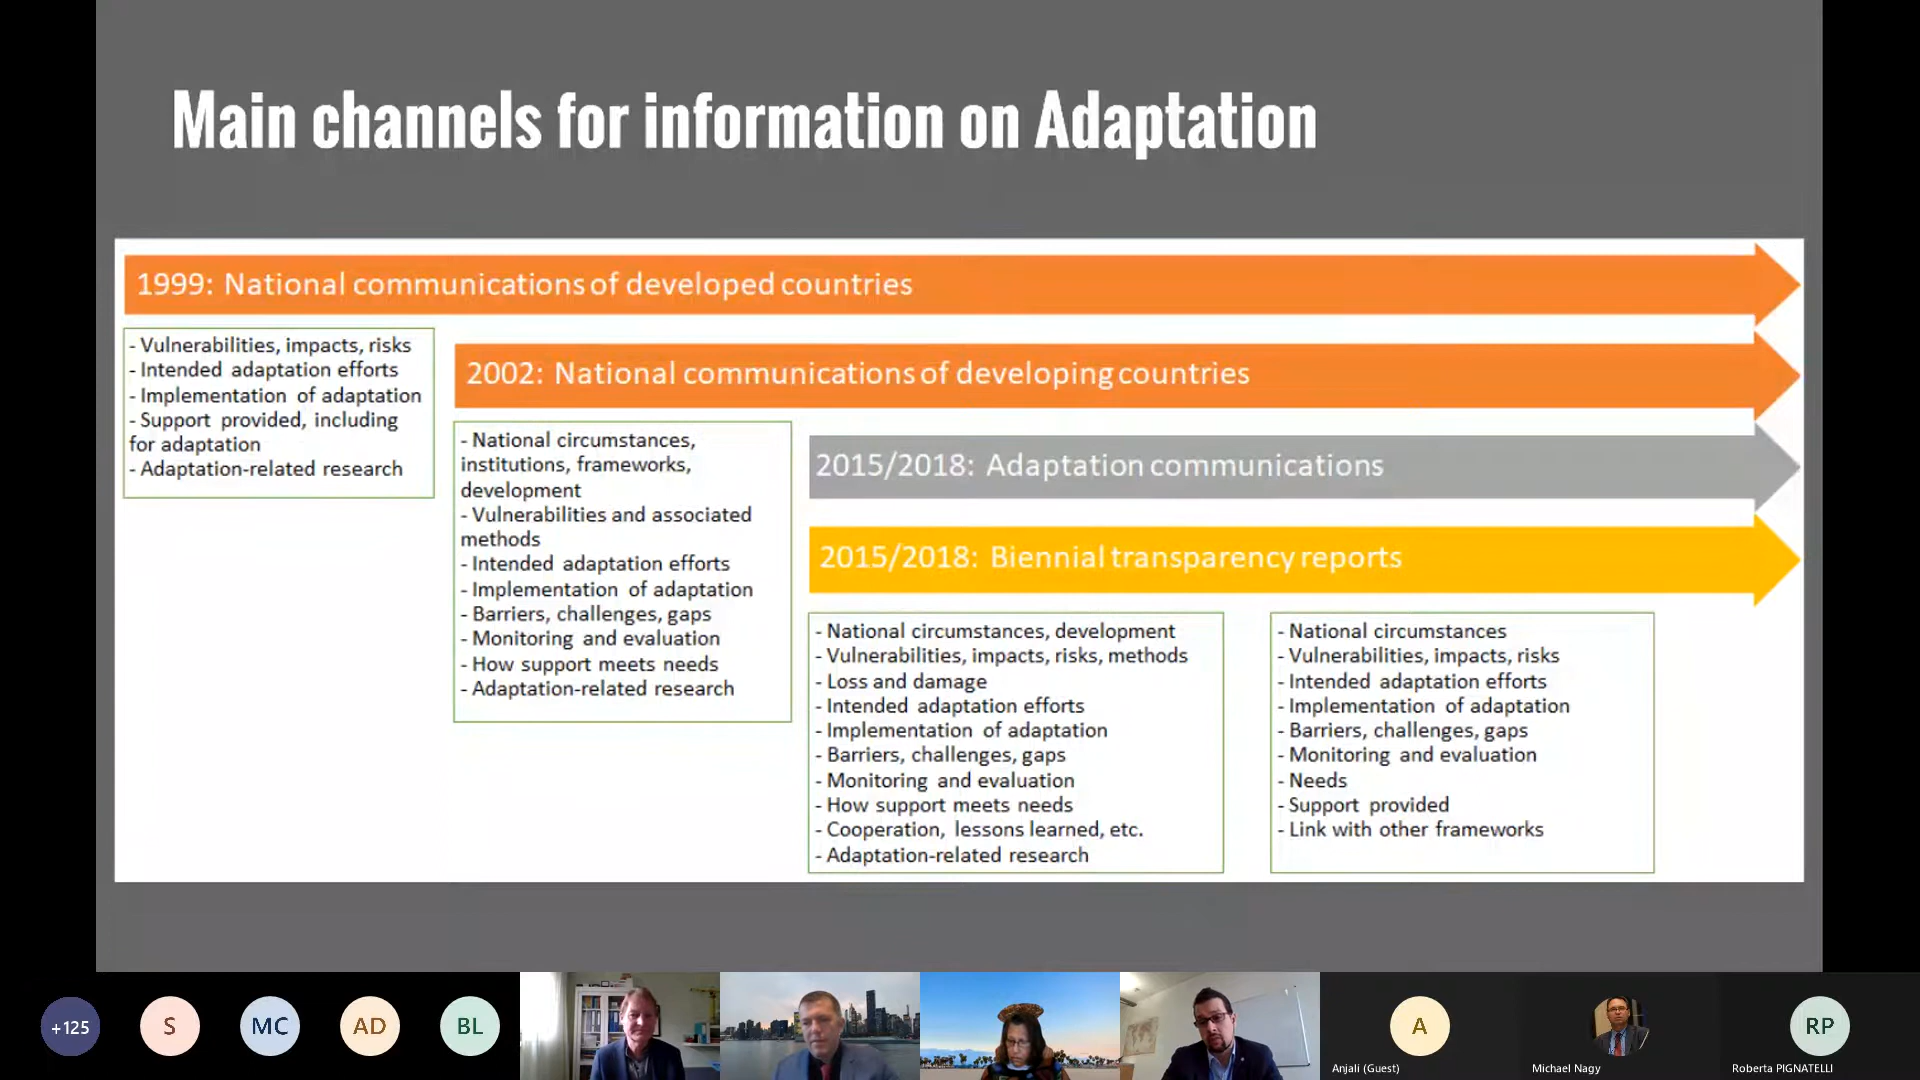 Main channels for information on Adaptation
1999: National communications of developed countries
- Vulnerabilities, impacts, risks
- Intended adaptation efforts
- Implementation of adaptation
- Support provided, including
for adaptation
- Adaptation-related research
2002: National communications of developing countries
- National circumstances,
institutions, frameworks,
development
- Vulnerabilities and associated
methods
- Intended adaptation efforts
- Implementation of adaptation
- Barriers, challenges, gaps
- Monitoring and evaluation
- How support meets needs
- Adaptation-related research
2015/2018: Adaptation communications
2015/2018: Biennial transparency reports
- National circumstances, development
- Vulnerabilities, impacts, risks, methods
- Loss and damage
- Intended adaptation efforts
- Implementation of adaptation
- Barriers, challenges, gaps
- Monitoring and evaluation
- How support meets needs
- Cooperation, lessons learned, etc.
- Adaptation-related research
- National circumstances
- Vulnerabilities, impacts, risks
- Intended adaptation efforts
- Implementation of adaptation
- Barriers, challenges, gaps
- Monitoring and evaluation
- Needs
- Support provided
- Link with other frameworks
+125
S
MC
AD
BL
A
RP
Anjali (Guest)
Michael Nagy
Roberta PIGNATELLI